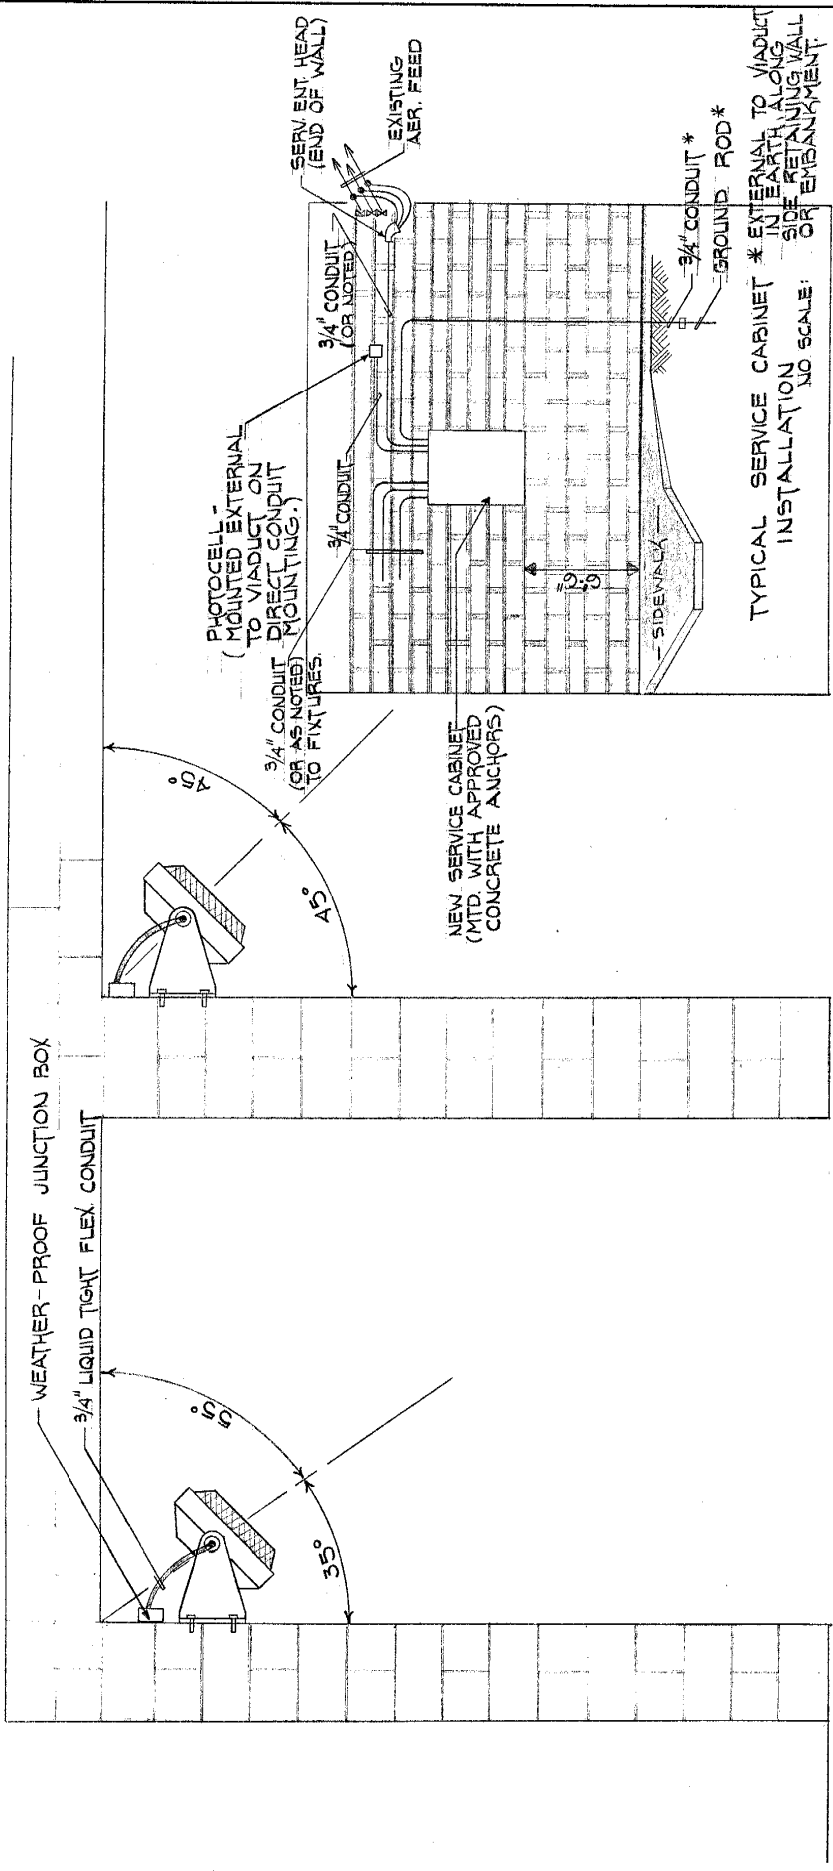 WEATHER-PROOF JUNCTION BOX
3/4" LIQUID TIGHT FLEX. CONDUIT
55°
35°
45°
45°
PHOTOCELL-
(MOUNTED EXTERNAL
TO VIADUCT ON
DIRECT CONDUIT
MOUNTING.)
3/4" CONDUIT
(OR AS NOTED)
TO FIXTURES.
3/4" CONDUIT
3/4" CONDUIT
(OR NOTED)
SERV. ENT. HEAD
(END OF WALL)
EXISTING
AER. FEED
NEW SERVICE CABINET
(MTD. WITH APPROVED
CONCRETE ANCHORS)
6'-6"
SIDEWALK
3/4" CONDUIT *
GROUND ROD*
TYPICAL SERVICE CABINET
INSTALLATION
* EXTERNAL TO VIADUCT
IN EARTH, ALONG
SIDE RETAINING WALL
OR EMBANKMENT.
NO SCALE: